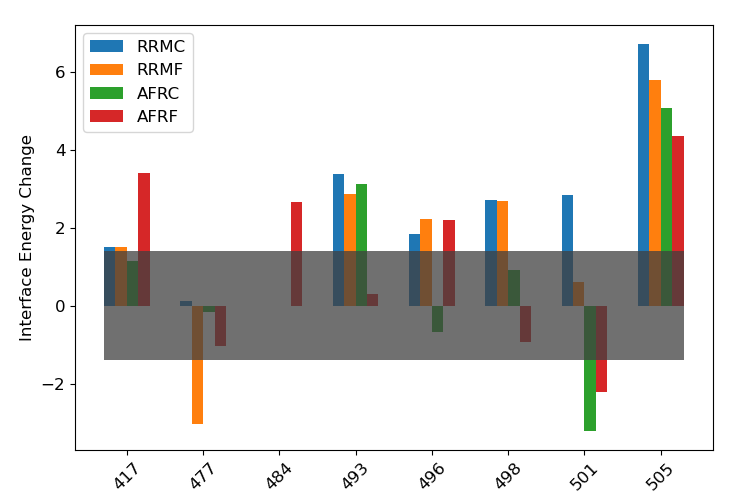 RRMC
RRMF
AFRC
AFRF
Interface Energy Change
6
4
2
0
−2
417
477
484
493
496
498
501
505